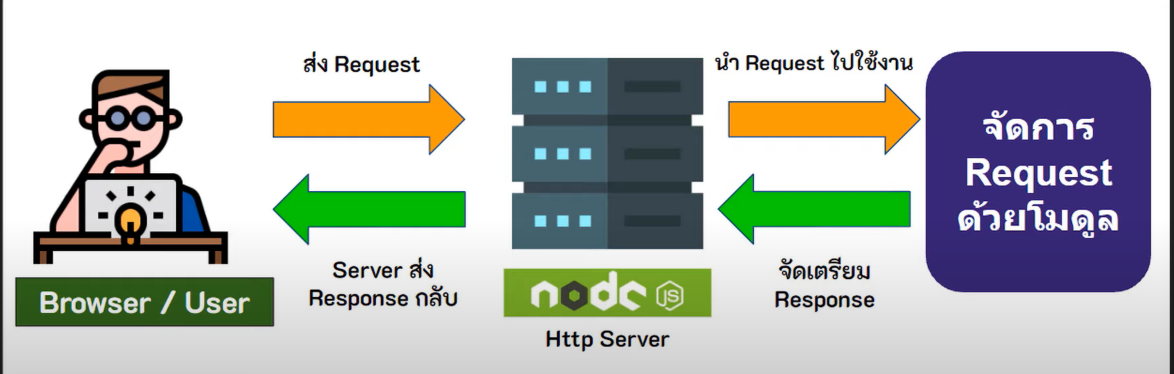 ส่ง Request
นำ Request ไปใช้งาน
จัดการ
Request
ด้วยโมดูล
Server ส่ง
Response กลับ
จัดเตรียม
Response
Browser / User
node
JS
Http Server